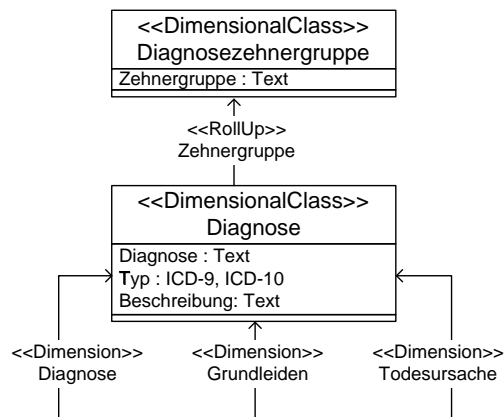 <<DimensionalClass>>
Diagnosezehnergruppe
Zehnergruppe : Text
<<RollUp>>
Zehnergruppe
<<DimensionalClass>>
Diagnose
Diagnose : Text
Typ : ICD-9, ICD-10
Beschreibung: Text
<<Dimension>>
Diagnose
<<Dimension>>
Grundleiden
<<Dimension>>
Todesursache